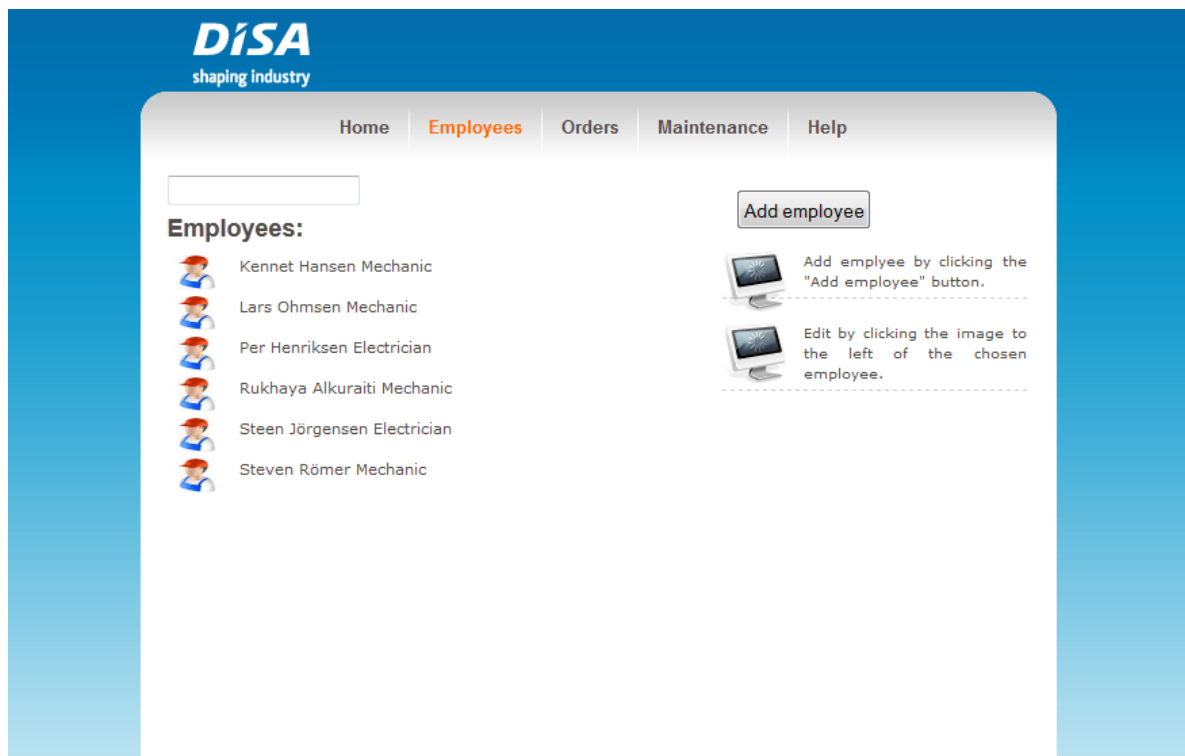 DiSA
shaping industry
Home Employees Orders Maintenance Help
Add employee
Employees:
Kennet Hansen Mechanic
Lars Ohmsen Mechanic
Per Henriksen Electrician
Rukhaya Alkuraiti Mechanic
Steen Jörgensen Electrician
Steven Römer Mechanic
Add emplyee by clicking the
"Add employee" button.
Edit by clicking the image to
the left of the chosen
employee.